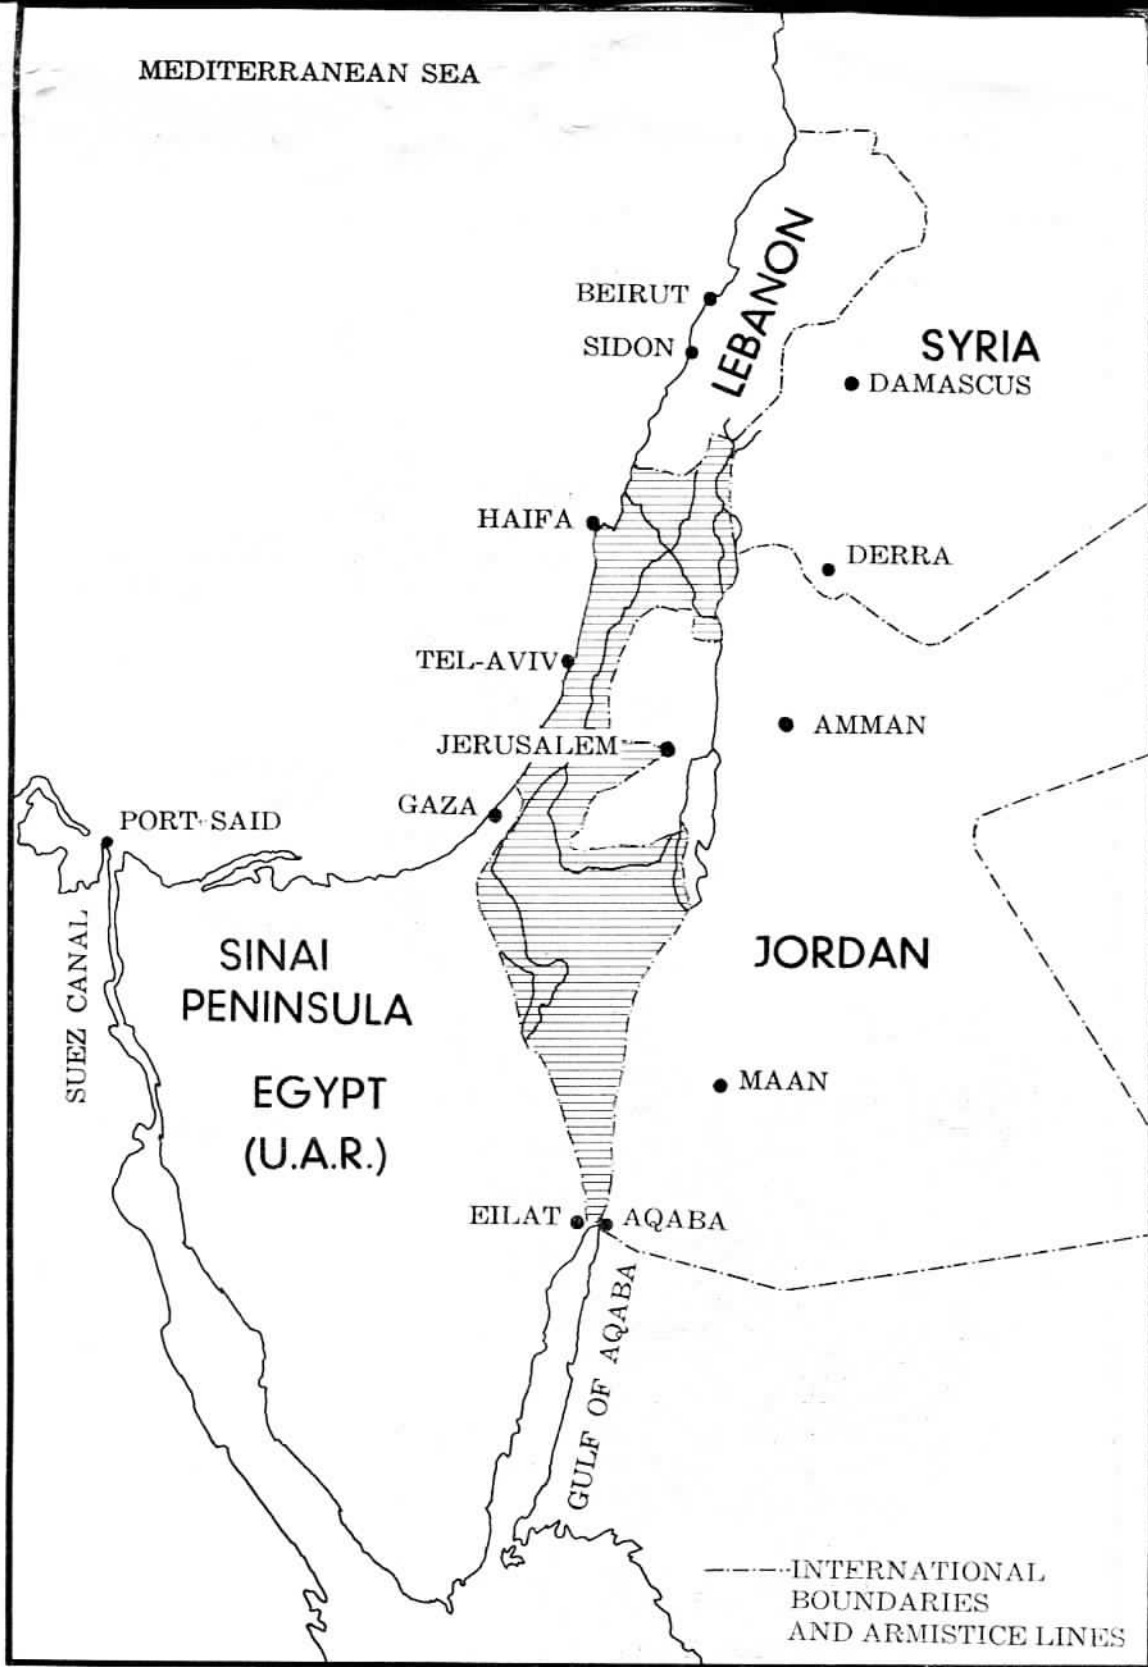 MEDITERRANEAN SEA
LEBANON
BEIRUT
SIDON
SYRIA
DAMASCUS
HAIFA
DERRA
TEL-AVIV
AMMAN
JERUSALEM
GAZA
PORT SAID
SUEZ CANAL
SINAI
PENINSULA
JORDAN
EGYPT
(U.A.R.)
MAAN
EILAT
AQABA
GULF OF AQABA
INTERNATIONAL
BOUNDARIES
AND ARMISTICE LINES